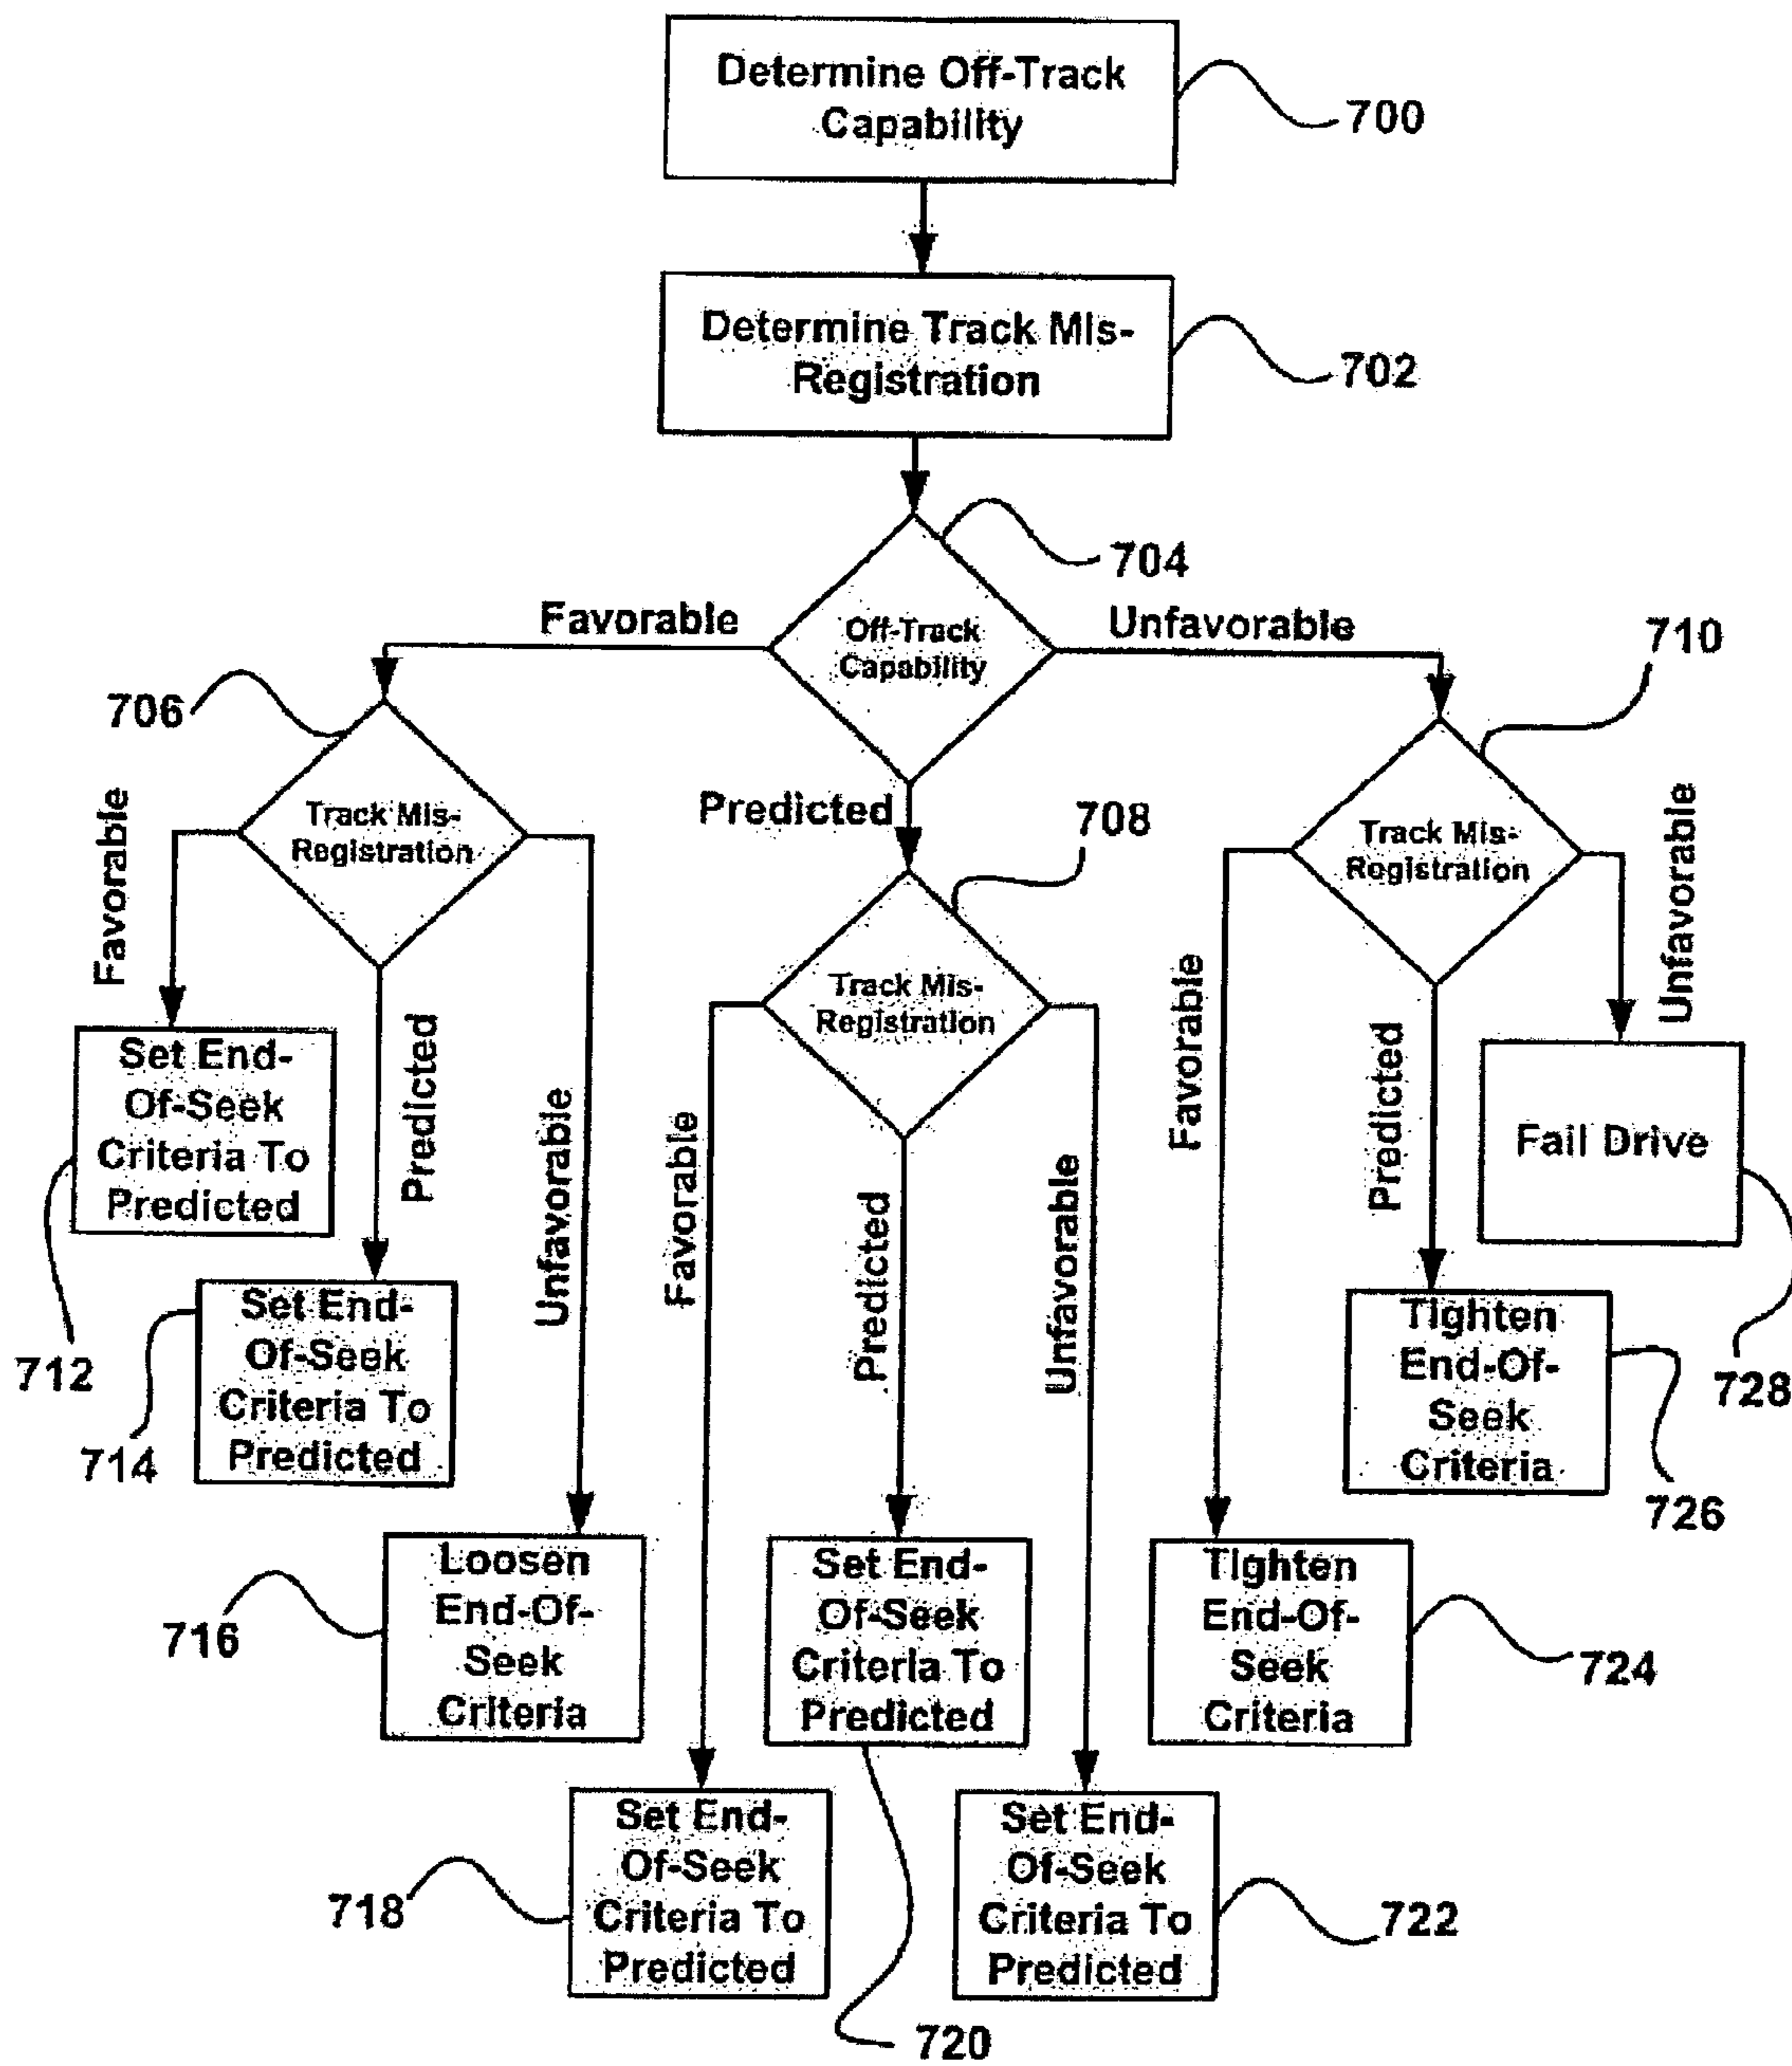 Determine Off-Track
Capability
700
Determine Track Mis-
Registration
702
704
Favorable
Off-Track
Capability
Unfavorable
710
706
Track Mis-
Registration
Predicted
708
Track Mis-
Registration
Favorable
Unfavorable
Track Mis-
Registration
Favorable
Predicted
Set End-
Of-Seek
Criteria To
Predicted
Predicted
Unfavorable
Favorable
Predicted
Unfavorable
Fail Drive
712
Set End-
Of-Seek
Criteria To
Predicted
714
Favorable
Unfavorable
Tighten
End-Of-
Seek
Criteria
728
726
Loosen
End-Of-
Seek
Criteria
716
Set End-
Of-Seek
Criteria To
Predicted
Tighten
End-Of-
Seek
Criteria
724
Set End-
Of-Seek
Criteria To
Predicted
718
Set End-
Of-Seek
Criteria To
Predicted
722
720